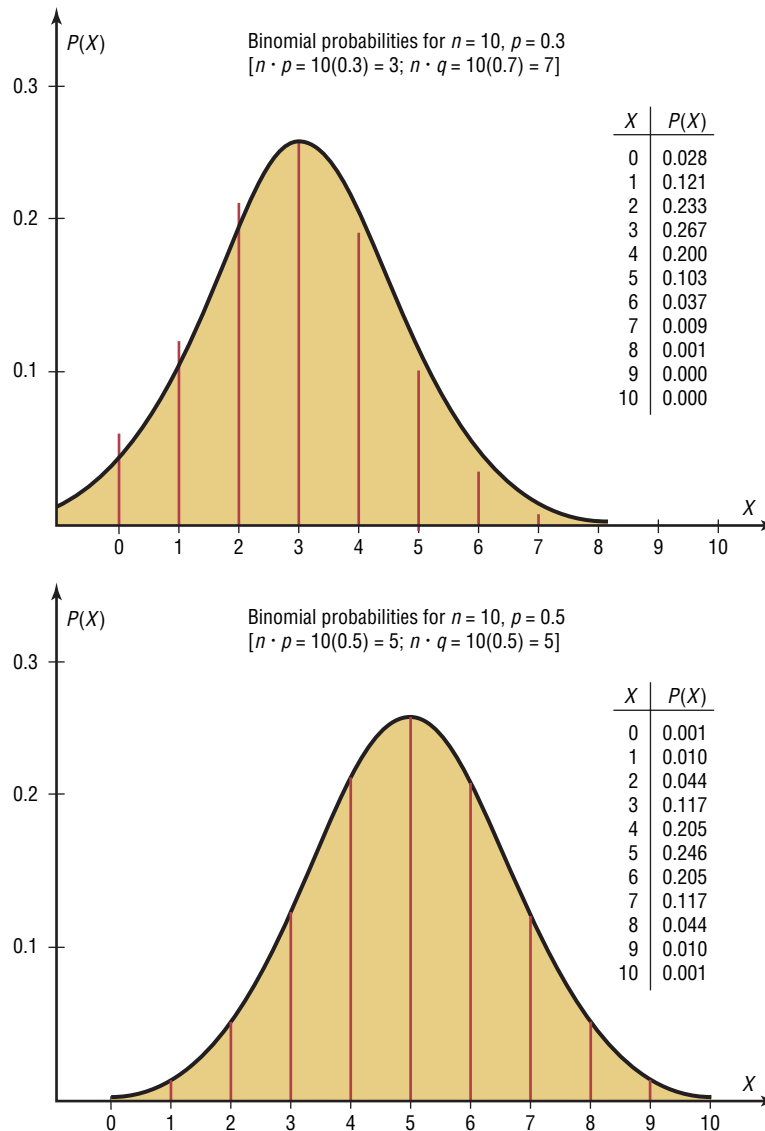 P(X)
Binomial probabilities for n = 10, p = 0.3
[n · p = 10(0.3) = 3; n · q = 10(0.7) = 7]
0.3
0.2
0.1
X P(X)
0 0.028
1 0.121
2 0.233
3 0.267
4 0.200
5 0.103
6 0.037
7 0.009
8 0.001
9 0.000
10 0.000
X
0 1 2 3 4 5 6 7 8 9 10
P(X)
Binomial probabilities for n = 10, p = 0.5
[n · p = 10(0.5) = 5; n · q = 10(0.5) = 5]
0.3
0.2
0.1
X P(X)
0 0.001
1 0.010
2 0.044
3 0.117
4 0.205
5 0.246
6 0.205
7 0.117
8 0.044
9 0.010
10 0.001
X
0 1 2 3 4 5 6 7 8 9 10